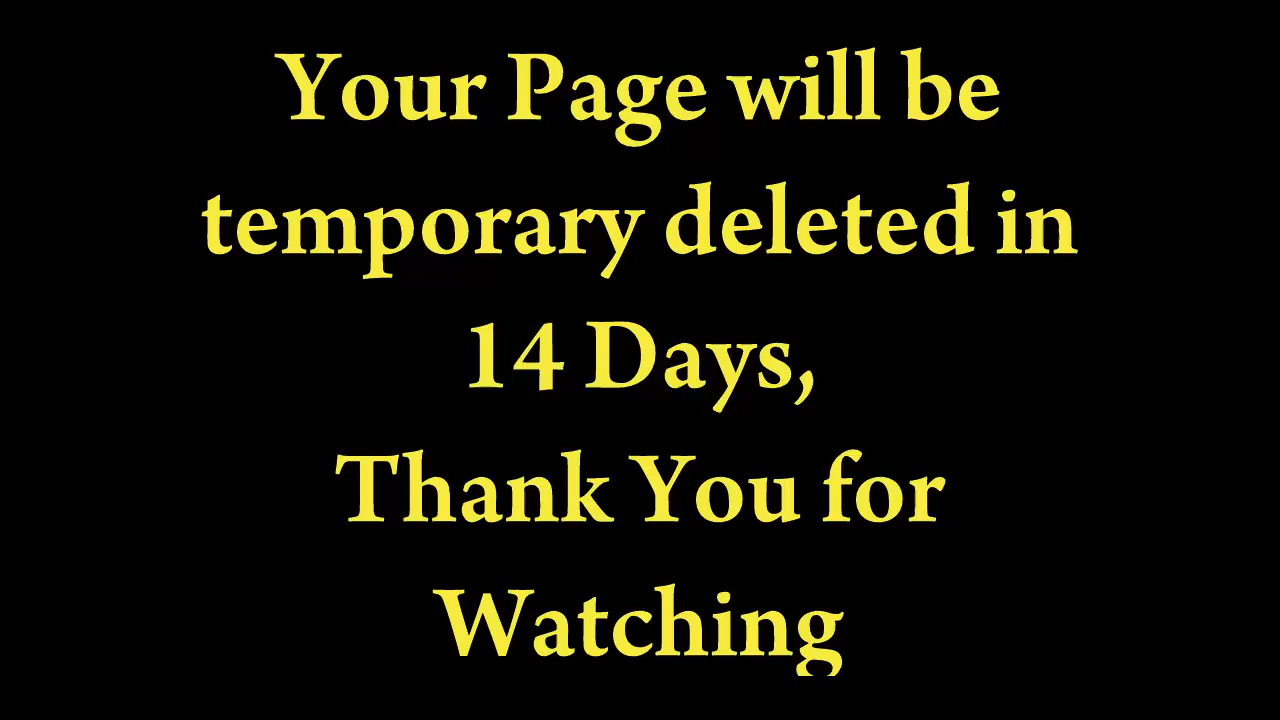 Your Page will be
temporary deleted in
14 Days,
Thank You for
Watching